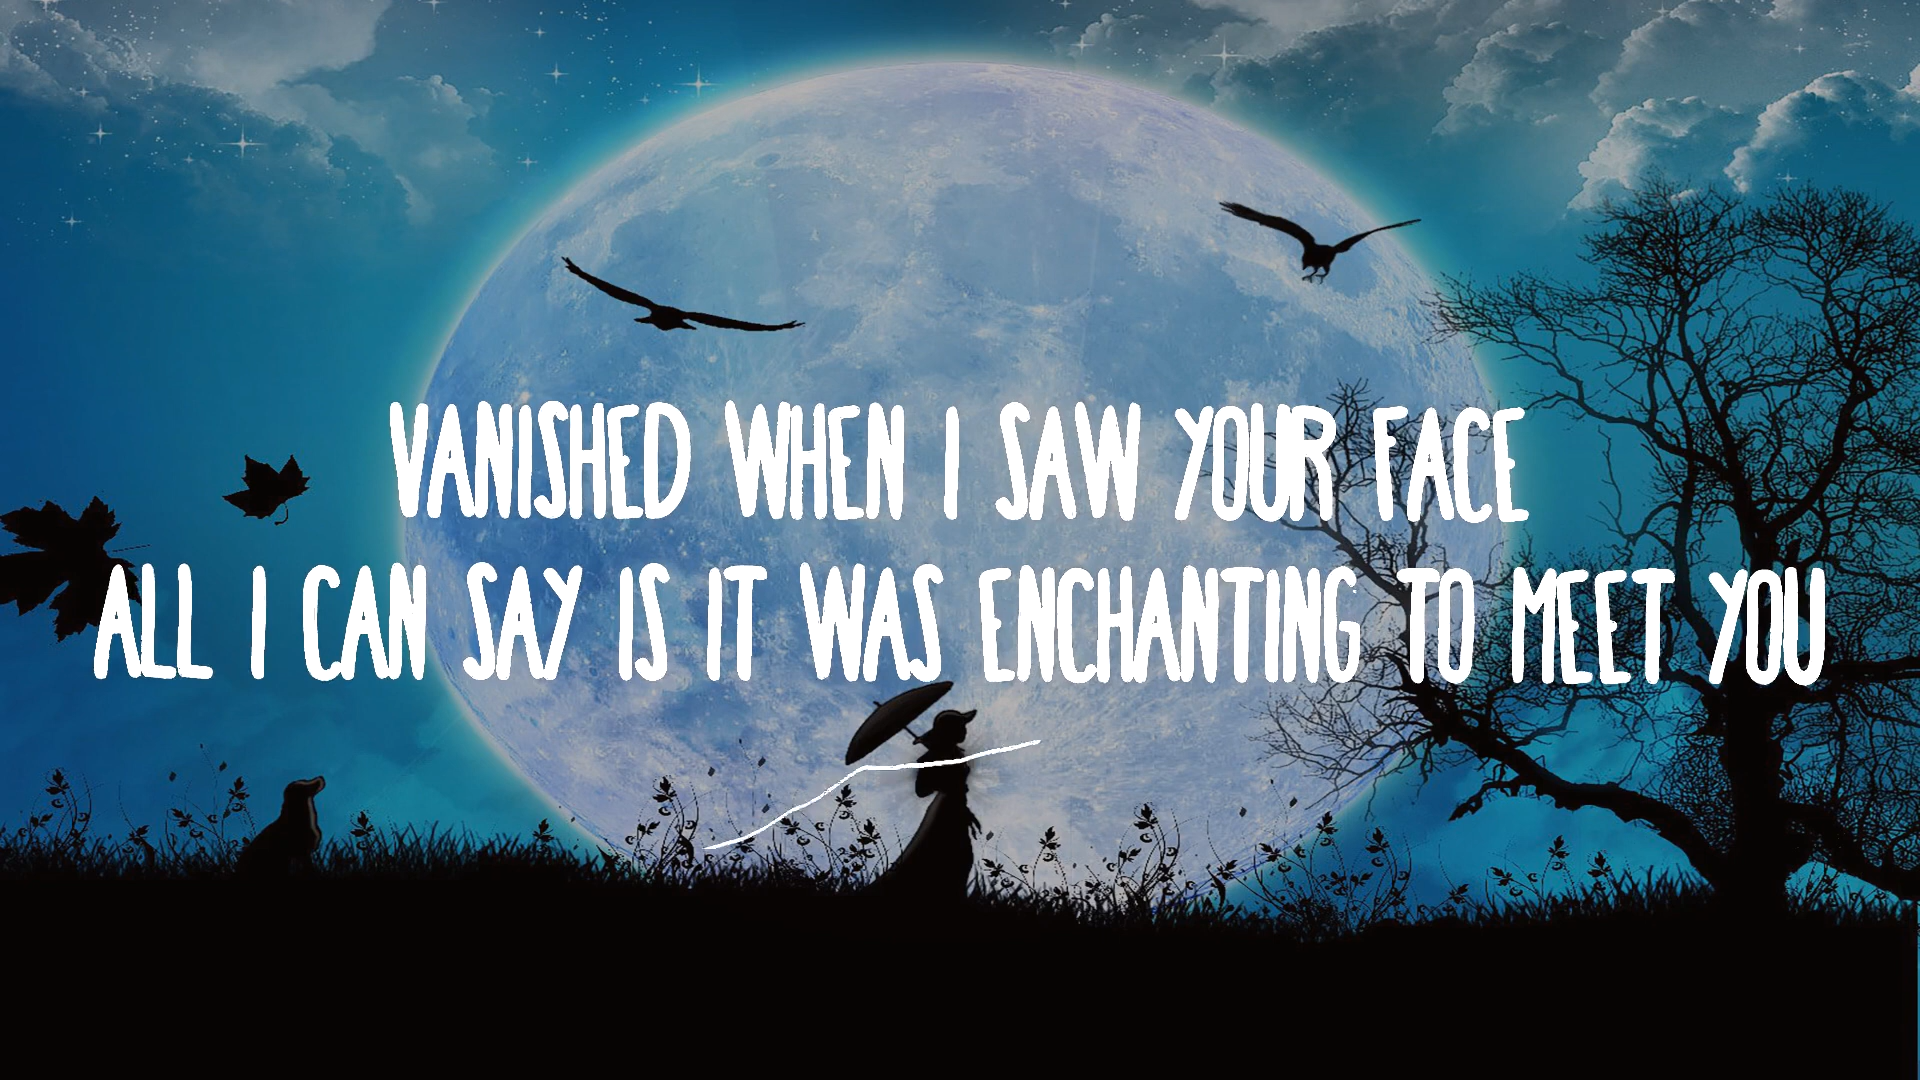 VANISHED WHEN I SAW YOUR FACE
ALL I CAN SAY IS IT WAS ENCHANTING TO MEET YOU